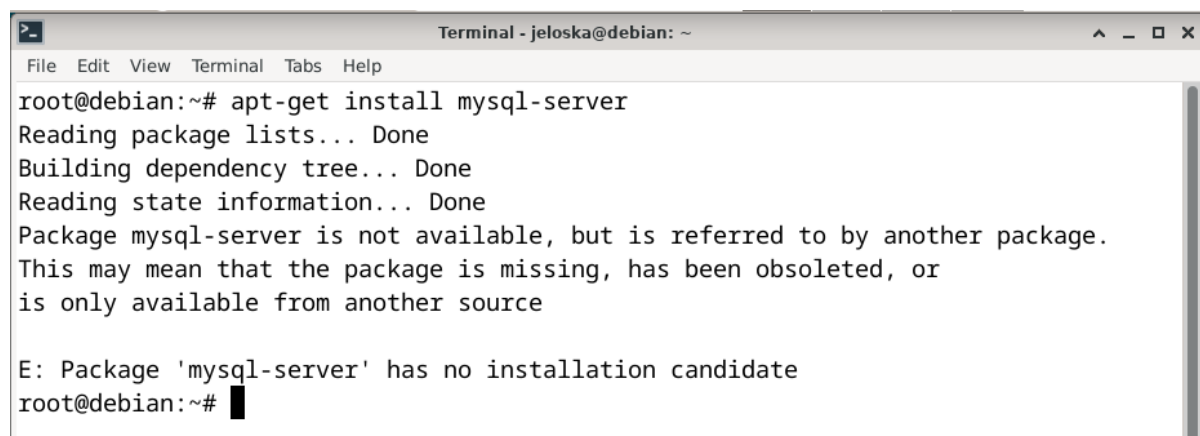 Terminal - jeloska@debian: ~
File Edit View Terminal Tabs Help
root@debian:~# apt-get install mysql-server
Reading package lists... Done
Building dependency tree... Done
Reading state information... Done
Package mysql-server is not available, but is referred to by another package.
This may mean that the package is missing, has been obsoleted, or
is only available from another source
E: Package 'mysql-server' has no installation candidate
root@debian:~#